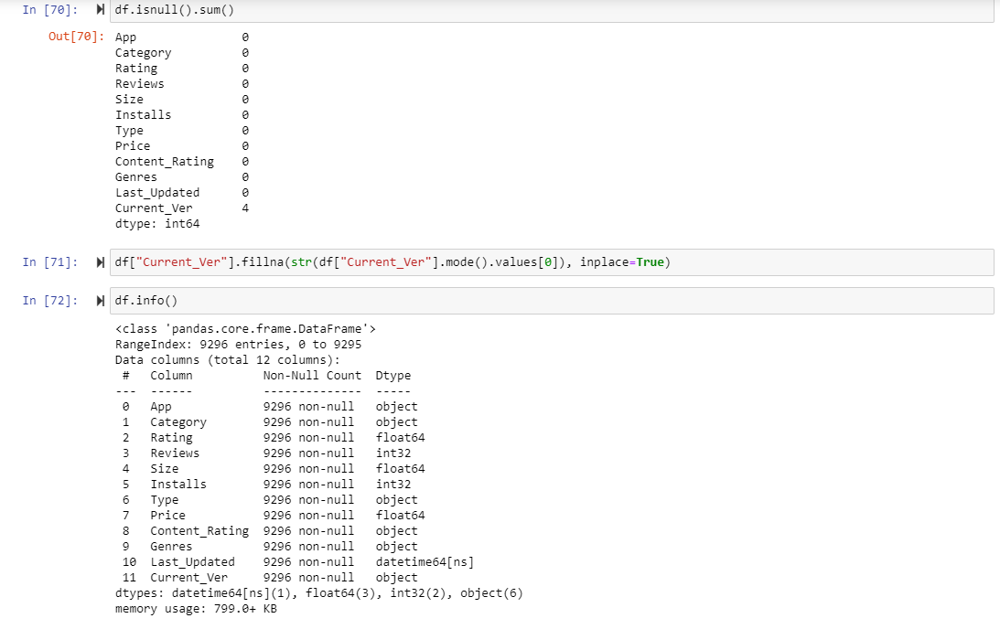 In [70]: df.isnull().sum()
Out[70]: App                 0
Category            0
Rating              0
Reviews             0
Size                0
Installs            0
Type                0
Price               0
Content_Rating      0
Genres              0
Last_Updated        0
Current_Ver         4
dtype: int64
In [71]: df["Current_Ver"].fillna(str(df["Current_Ver"].mode().values[0]), inplace=True)
In [72]: df.info()
<class 'pandas.core.frame.DataFrame'>
RangeIndex: 9296 entries, 0 to 9295
Data columns (total 12 columns):
 #   Column          Non-Null Count  Dtype
---  ------          --------------  -----
 0   App             9296 non-null   object
 1   Category        9296 non-null   object
 2   Rating          9296 non-null   float64
 3   Reviews         9296 non-null   int32
 4   Size            9296 non-null   float64
 5   Installs        9296 non-null   int32
 6   Type            9296 non-null   object
 7   Price           9296 non-null   float64
 8   Content_Rating  9296 non-null   object
 9   Genres          9296 non-null   object
 10  Last_Updated    9296 non-null   datetime64[ns]
 11  Current_Ver     9296 non-null   object
dtypes: datetime64[ns](1), float64(3), int32(2), object(6)
memory usage: 799.0+ KB